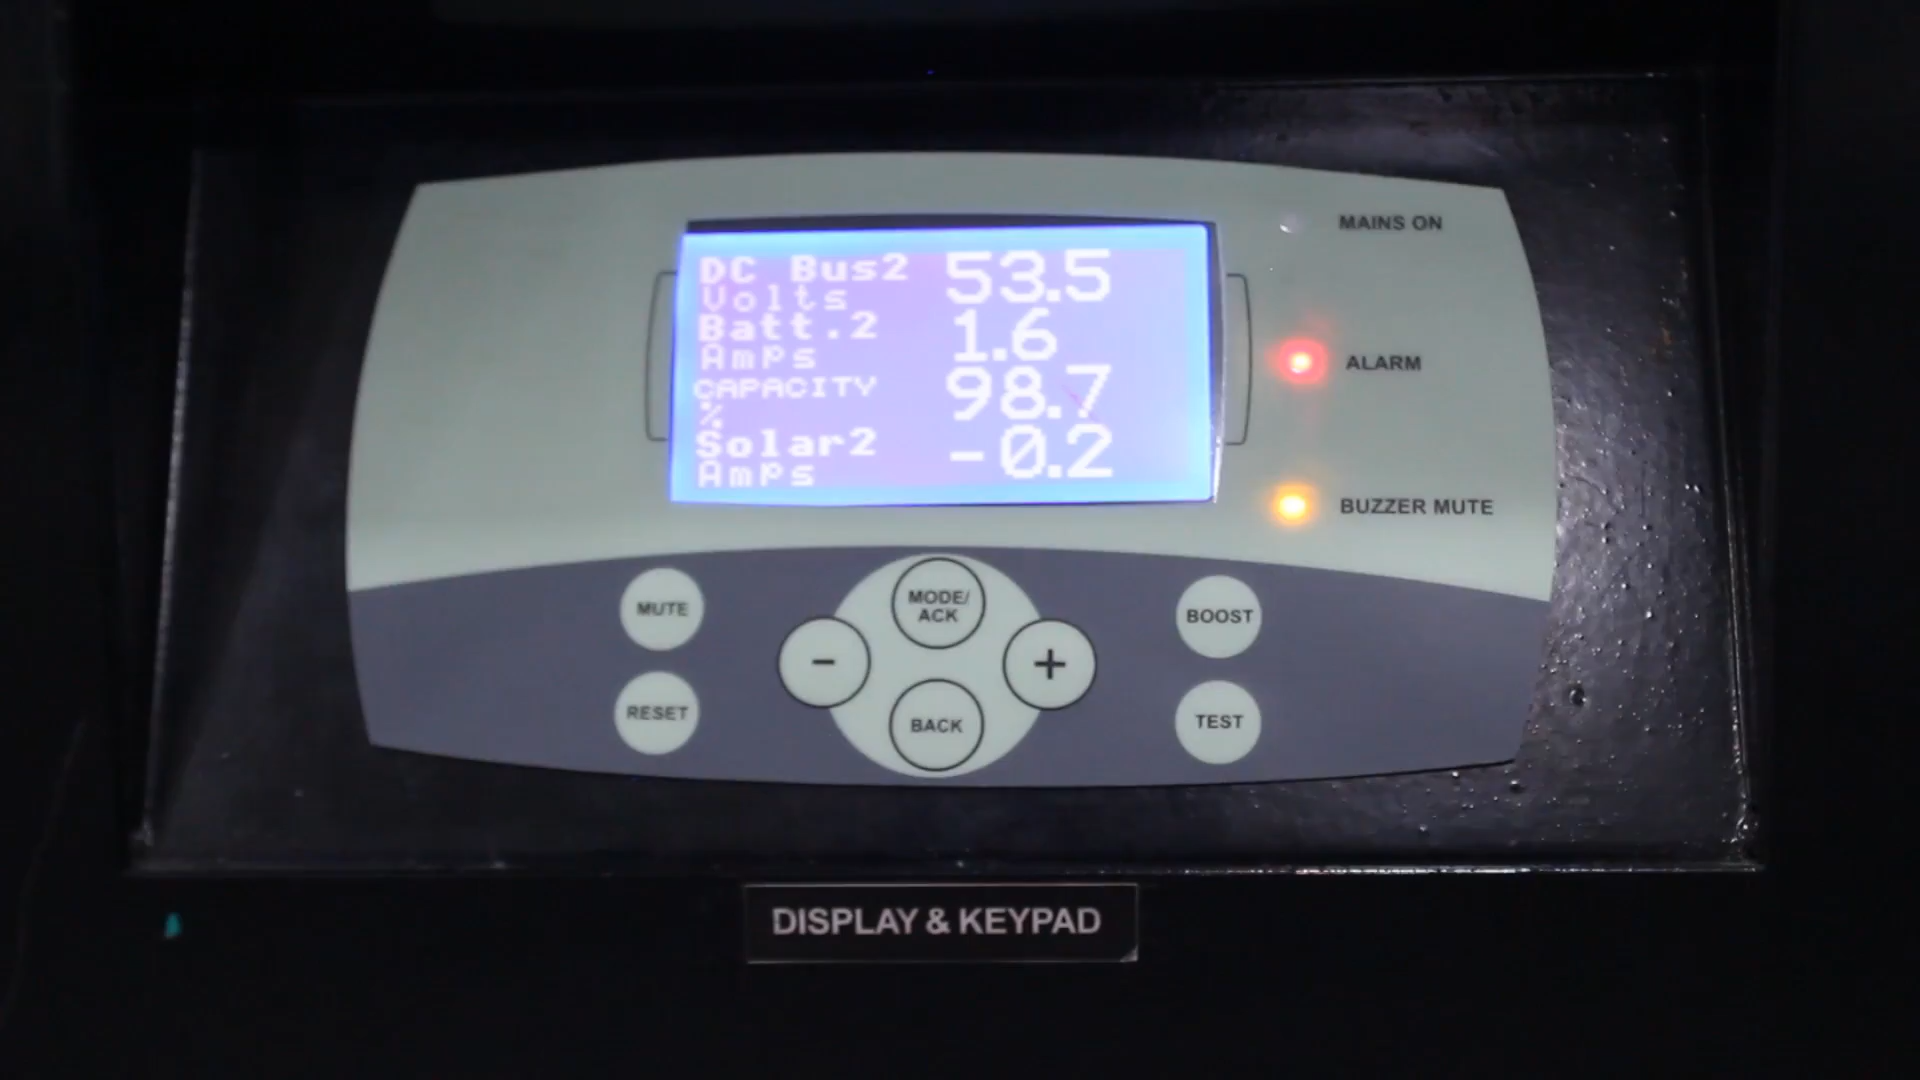 DC Bus2 53.5
Volts
Batt.2 1.6
Amps
CAPACITY 98.7
%
Solar2 -0.2
Amps
MAINS ON
ALARM
BUZZER MUTE
MUTE
MODE/
ACK
BOOST
-
+
RESET
BACK
TEST
DISPLAY & KEYPAD